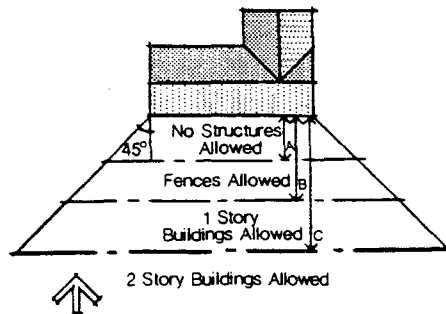 No Structures
Allowed
45°
A
Fences Allowed
B
1 Story
Buildings Allowed
C
2 Story Buildings Allowed